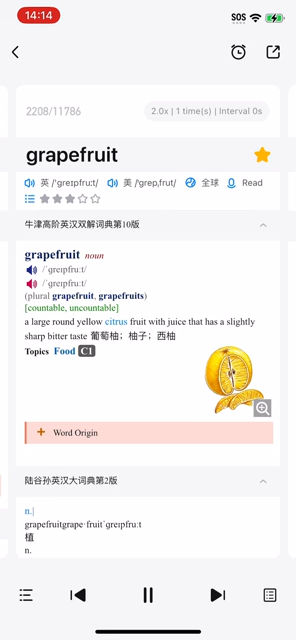 14:14
SOS
2208/11786
2.0x | 1 time(s) | Interval 0s
grapefruit
英 /'ɡreɪpfruːt/ 美 /'ɡrepˌfrut/ 全球 Read
牛津高阶英汉双解词典第10版
grapefruit noun
/ˈɡreɪpfruːt/
/ˈɡreɪpfruːt/
(plural grapefruit, grapefruits)
[countable, uncountable]
a large round yellow citrus fruit with juice that has a slightly
sharp bitter taste 葡萄柚；柚子；西柚
Topics Food C1
+ Word Origin
陆谷孙英汉大词典第2版
n.|
grapefruitgrape·fruitˈɡreɪpfruːt
植
n.